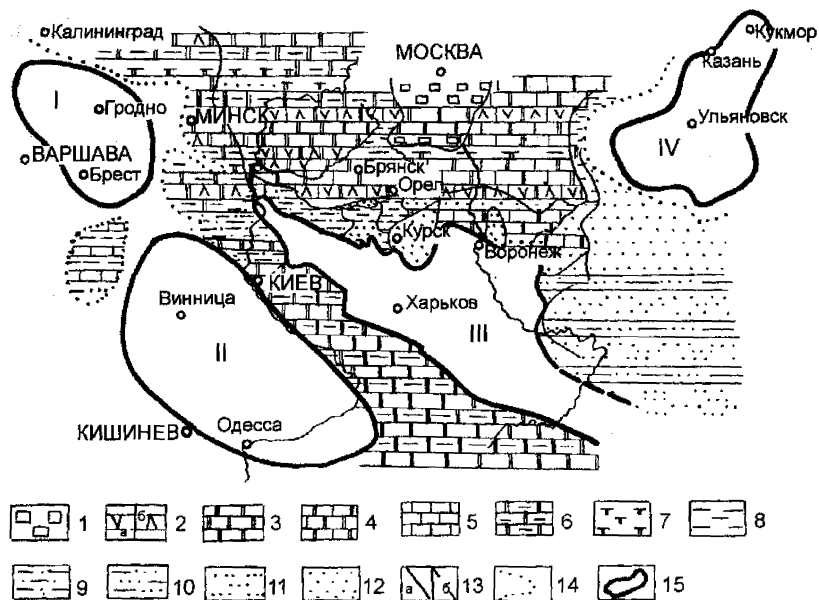 Калининград
МОСКВА
Кукмор
Казань
I
Гродно
МИНСК
Ульяновск
IV
ВАРШАВА
Брест
Брянск
Орел
Курск
Воронеж
КИЕВ
Винница
Харьков
II
III
КИШИНЕВ
Одесса
1 а б 2 3 4 5 6 7 8
9 10 11 12 а б 13 14 15